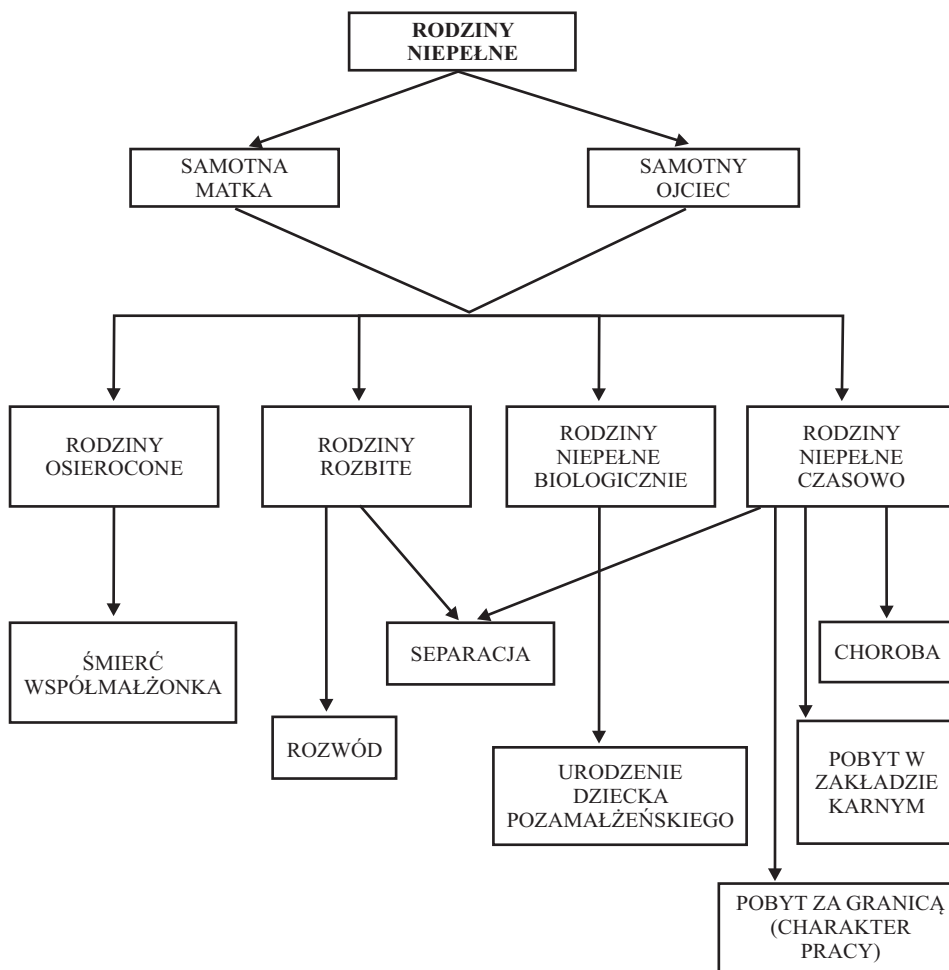 RODZINY
NIEPEŁNE
SAMOTNA
MATKA
SAMOTNY
OJCIEC
RODZINY
OSIEROCONE
RODZINY
ROZBITE
RODZINY
NIEPEŁNE
BIOLOGICZNIE
RODZINY
NIEPEŁNE
CZASOWO
ŚMIERĆ
WSPÓŁMAŁŻONKA
SEPARACJA
CHOROBA
ROZWÓD
URODZENIE
DZIECKA
POZAMAŁŻEŃSKIEGO
POBYT W
ZAKŁADZIE
KARNYM
POBYT ZA GRANICĄ
(CHARAKTER
PRACY)